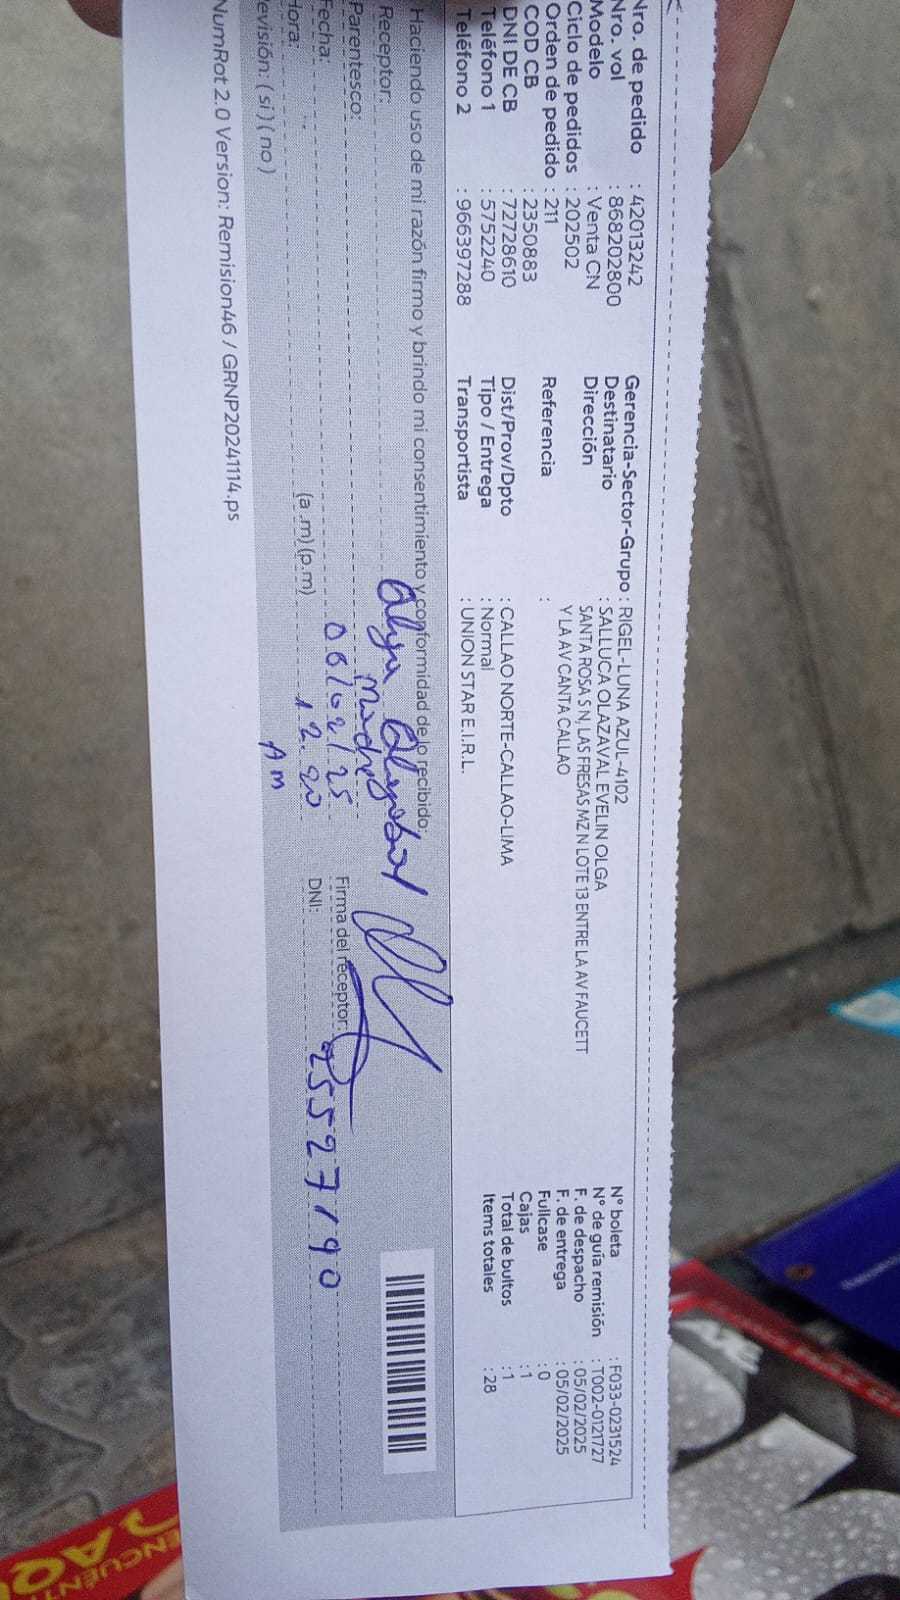 Nro. de pedido : 42013242
Nro. vol : 868202800
Modelo : Venta CN
Ciclo de pedidos : 202502
Orden de pedido : 211
COD CB : 2350883
DNI DE CB : 72728610
Teléfono 1 : 5752240
Teléfono 2 : 966397288
Gerencia-Sector-Grupo : RIGEL-LUNA AZUL-4102
Destinatario : SALLUCA OLAZAVAL EVELIN OLGA
Dirección SANTA ROSA S N, LAS FRESAS MZ N LOTE 13 ENTRE LA AV FAUCETT
Y LA AV CANTA CALLAO
Referencia :
Dist/Prov/Dpto : CALLAO NORTE-CALLAO-LIMA
Tipo / Entrega : Normal
Transportista : UNION STAR E.I.R.L.
N° boleta : F033-0231524
N° de guía remisión : T002-0121727
F. de despacho : 05/02/2025
F. de entrega : 05/02/2025
Fullcase : 0
Cajas : 1
Total de bultos : 1
Items totales : 28
Haciendo uso de mi razón firmo y brindo mi consentimiento y conformidad de lo recibido;
Receptor:
Parentesco: Madre
Fecha: 06/02/25
Hora: (a.m)(p.m) 12.20
Am
Firma del receptor:
DNI: 25527190
evisión: ( si ) ( no )
NumRot 2.0 Version: Remision46 / GRNP20241114.ps
ENCUÉNT
AQ